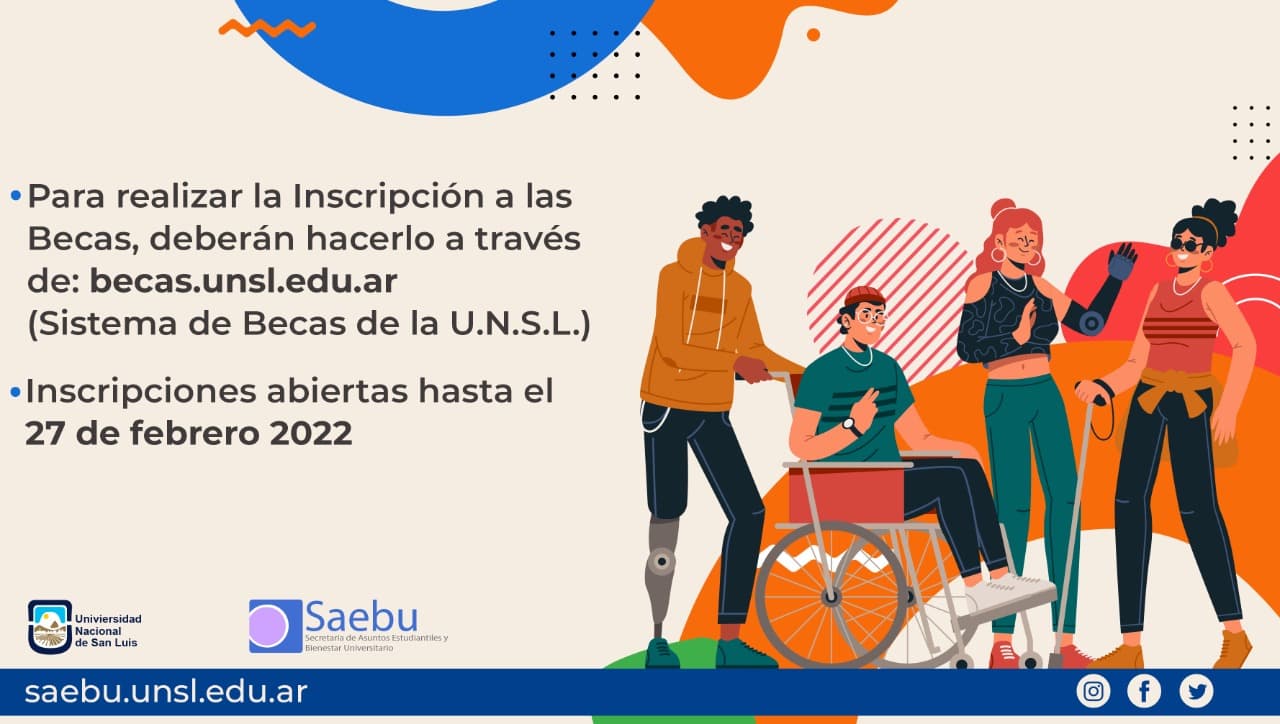 • Para realizar la Inscripción a las
Becas, deberán hacerlo a través
de: becas.unsl.edu.ar
(Sistema de Becas de la U.N.S.L.)
• Inscripciones abiertas hasta el
27 de febrero 2022
Universidad
Nacional
de San Luis
Saebu
Secretaría de Asuntos Estudiantiles y
Bienestar Universitario
saebu.unsl.edu.ar